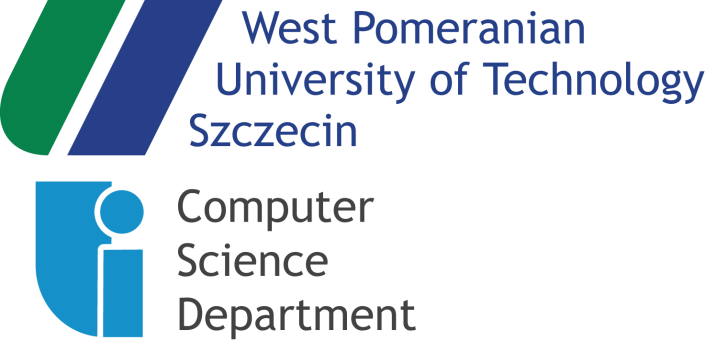 West Pomeranian
University of Technology
Szczecin
Computer
Science
Department